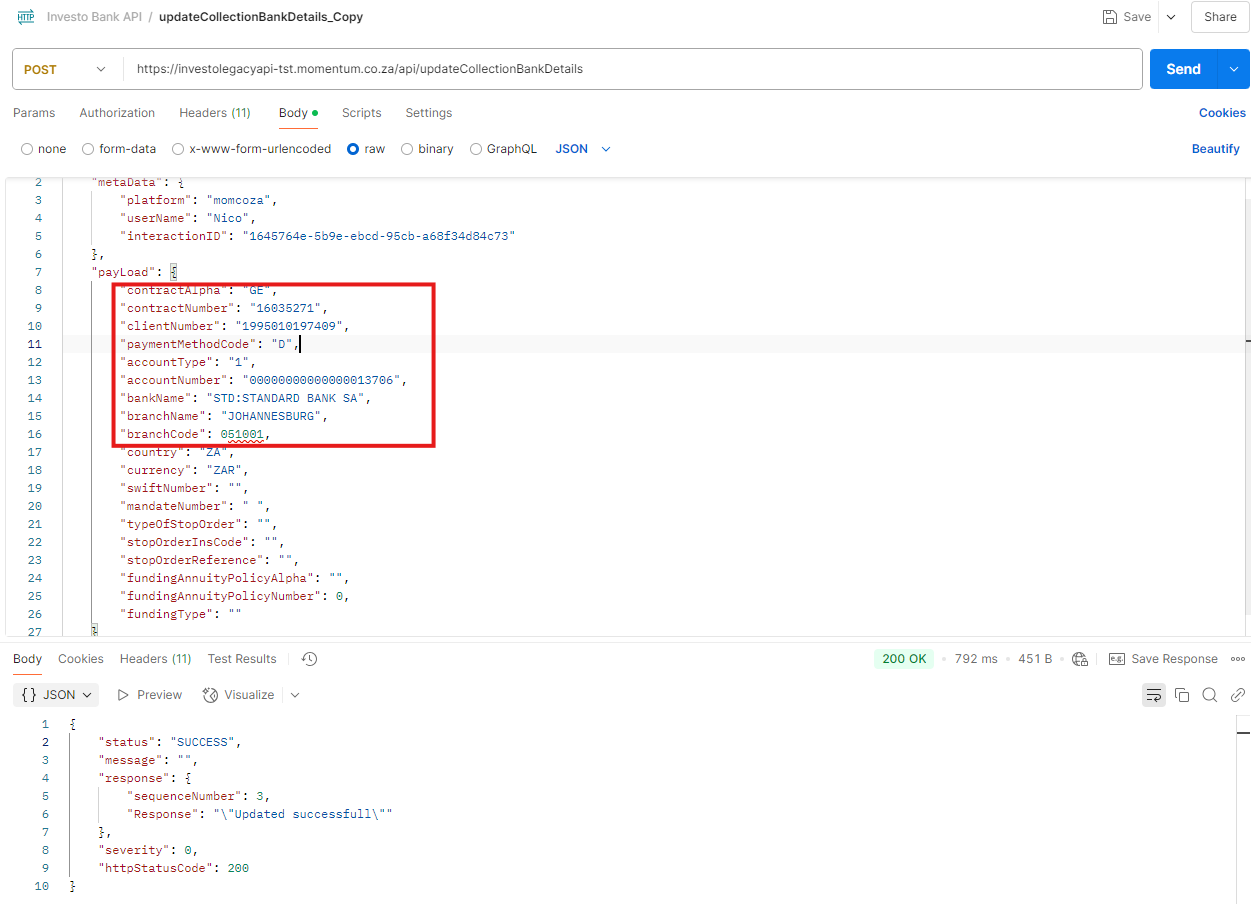 HTTP Investo Bank API / updateCollectionBankDetails_Copy Save Share
POST https://investolegacyapi-tst.momentum.co.za/api/updateCollectionBankDetails Send
Params Authorization Headers (11) Body Scripts Settings Cookies
none form-data x-www-form-urlencoded raw binary GraphQL JSON Beautify
2 "metaData": {
3 "platform": "momcoza",
4 "userName": "Nico",
5 "interactionID": "1645764e-5b9e-ebcd-95cb-a68f34d84c73"
6 },
7 "payLoad": {
8 "contractAlpha": "GE",
9 "contractNumber": "16035271",
10 "clientNumber": "1995010197409",
11 "paymentMethodCode": "D",
12 "accountType": "1",
13 "accountNumber": "00000000000000013706",
14 "bankName": "STD:STANDARD BANK SA",
15 "branchName": "JOHANNESBURG",
16 "branchCode": 051001,
17 "country": "ZA",
18 "currency": "ZAR",
19 "swiftNumber": "",
20 "mandateNumber": " ",
21 "typeOfStopOrder": "",
22 "stopOrderInsCode": "",
23 "stopOrderReference": "",
24 "fundingAnnuityPolicyAlpha": "",
25 "fundingAnnuityPolicyNumber": 0,
26 "fundingType": ""
27 }
Body Cookies Headers (11) Test Results 200 OK • 792 ms • 451 B • e.g. Save Response
{} JSON Preview Visualize
1 {
2 "status": "SUCCESS",
3 "message": "",
4 "response": {
5 "sequenceNumber": 3,
6 "Response": "\"Updated successfull\""
7 },
8 "severity": 0,
9 "httpStatusCode": 200
10 }